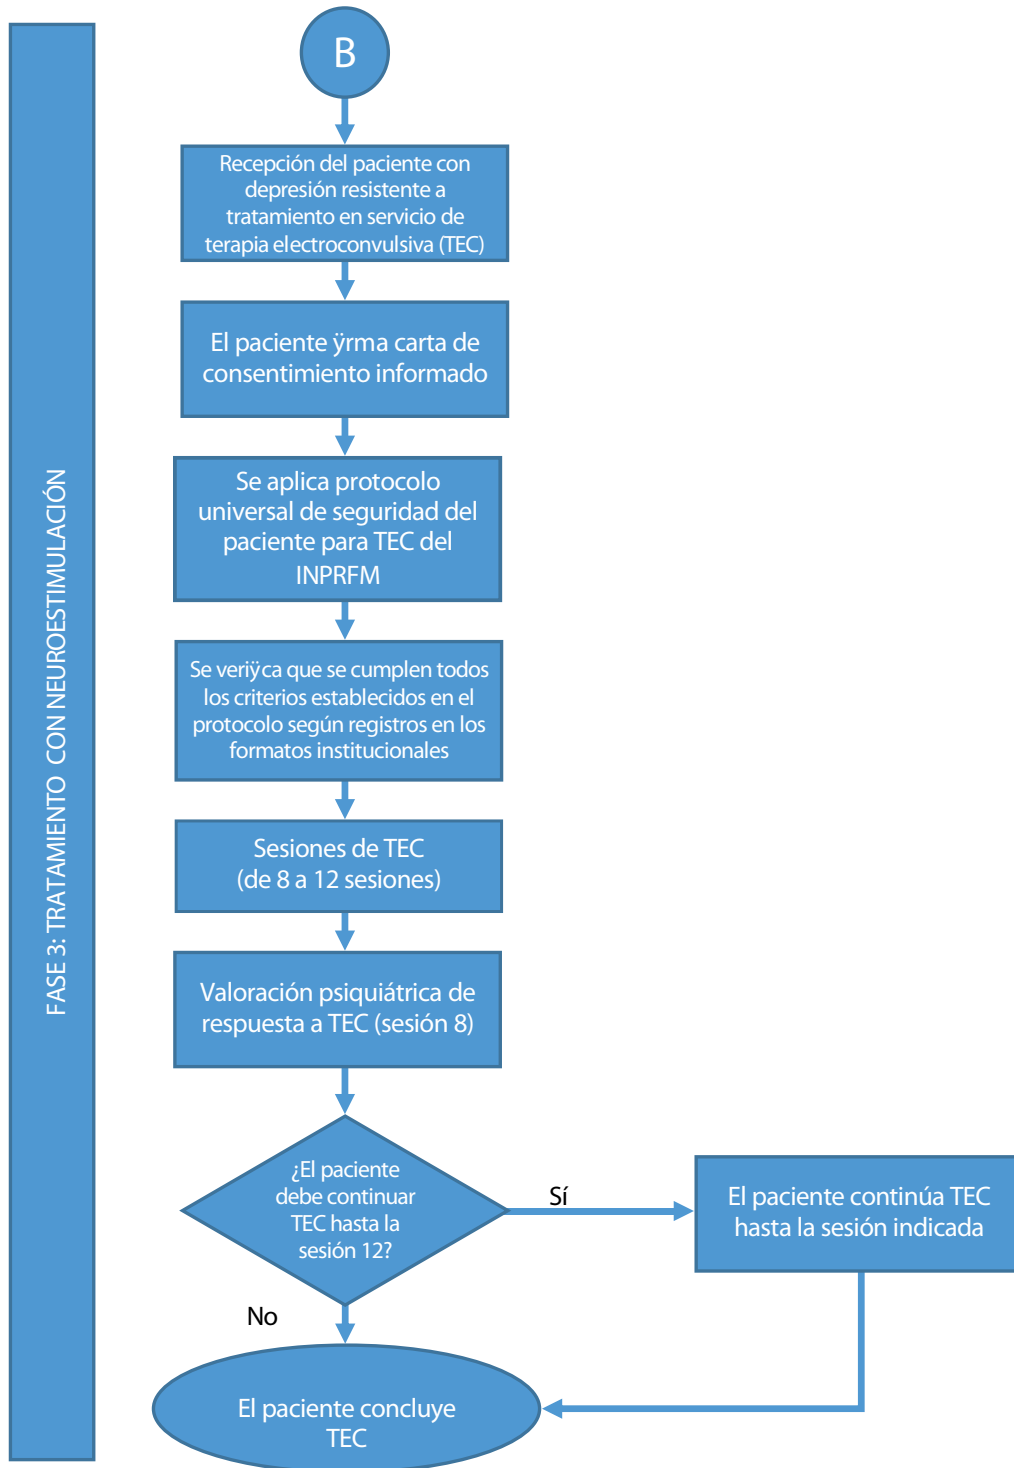 B
Recepción del paciente con
depresión resistente a
tratamiento en servicio de
terapia electroconvulsiva (TEC)
El paciente ÿrma carta de
consentimiento informado
Se aplica protocolo
universal de seguridad del
paciente para TEC del
INPRFM
Se veriÿca que se cumplen todos
los criterios establecidos en el
protocolo según registros en los
formatos institucionales
Sesiones de TEC
(de 8 a 12 sesiones)
Valoración psiquiátrica de
respuesta a TEC (sesión 8)
¿El paciente
debe continuar
TEC hasta la
sesión 12?
Sí
El paciente continúa TEC
hasta la sesión indicada
No
El paciente concluye
TEC
FASE 3: TRATAMIENTO CON NEUROESTIMULACIÓN